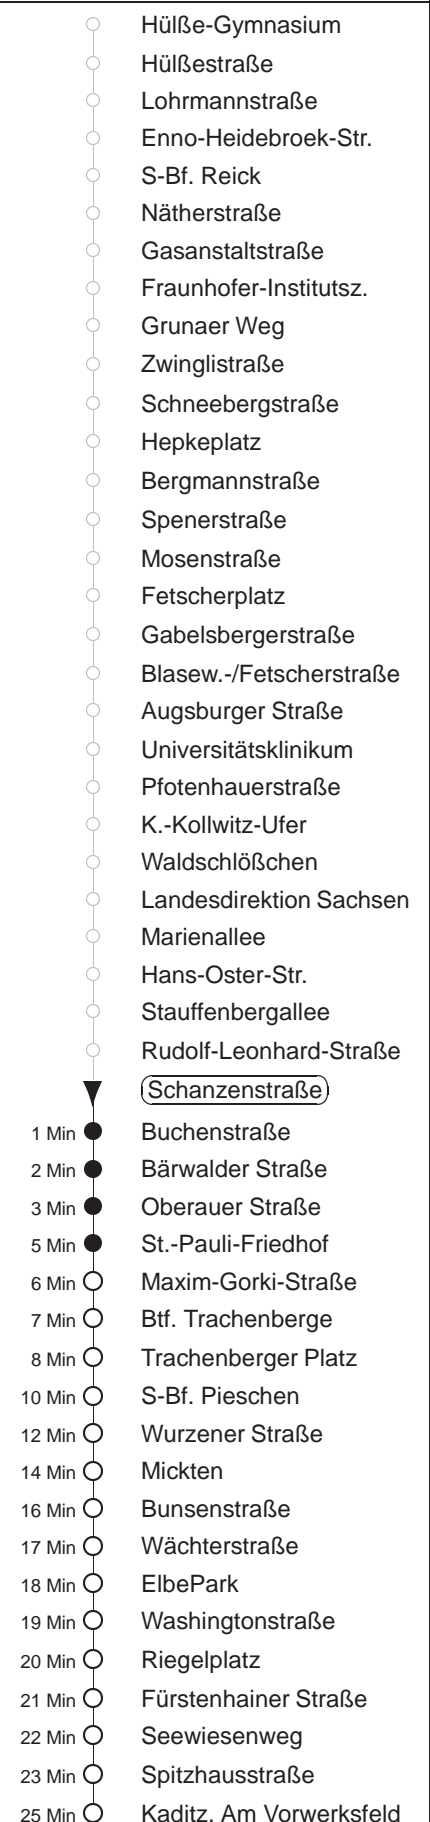 Hülße-Gymnasium
Hülßestraße
Lohrmannstraße
Enno-Heidebroek-Str.
S-Bf. Reick
Nätherstraße
Gasanstaltstraße
Fraunhofer-Institutsz.
Grunaer Weg
Zwinglistraße
Schneebergstraße
Hepkeplatz
Bergmannstraße
Spenerstraße
Mosenstraße
Fetscherplatz
Gabelsbergerstraße
Blasew.-/Fetscherstraße
Augsburger Straße
Universitätsklinikum
Pfotenhauerstraße
K.-Kollwitz-Ufer
Waldschlößchen
Landesdirektion Sachsen
Marienallee
Hans-Oster-Str.
Stauffenbergallee
Rudolf-Leonhard-Straße
Schanzenstraße
1 Min Buchenstraße
2 Min Bärwalder Straße
3 Min Oberauer Straße
5 Min St.-Pauli-Friedhof
6 Min Maxim-Gorki-Straße
7 Min Btf. Trachenberge
8 Min Trachenberger Platz
10 Min S-Bf. Pieschen
12 Min Wurzener Straße
14 Min Mickten
16 Min Bunsenstraße
17 Min Wächterstraße
18 Min ElbePark
19 Min Washingtonstraße
20 Min Riegelplatz
21 Min Fürstenhainer Straße
22 Min Seewiesenweg
23 Min Spitzhausstraße
25 Min Kaditz, Am Vorwerksfeld